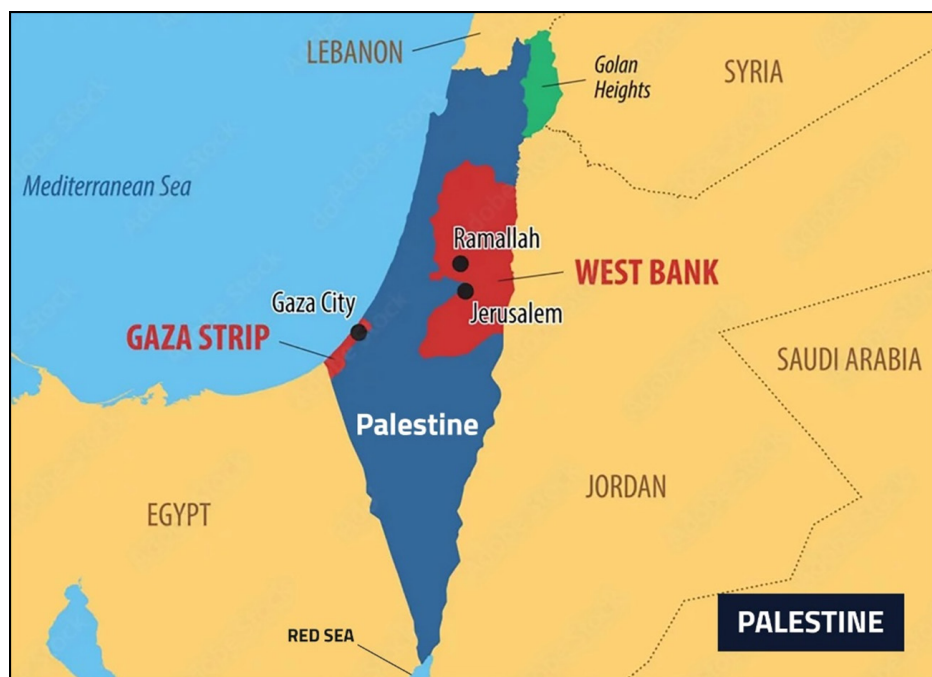 LEBANON
Golan
Heights
SYRIA
Mediterranean Sea
Ramallah
WEST BANK
Gaza City
Jerusalem
GAZA STRIP
SAUDI ARABIA
Palestine
JORDAN
EGYPT
PALESTINE
RED SEA